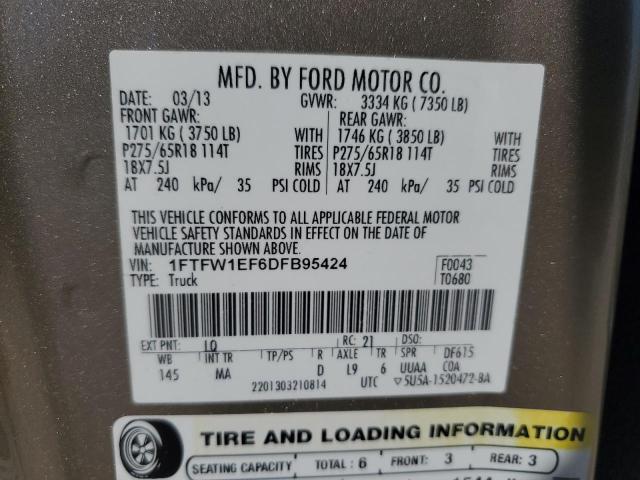 MFD. BY FORD MOTOR CO.
DATE: 03/13 GVWR: 3334 KG ( 7350 LB)
FRONT GAWR: REAR GAWR:
1701 KG ( 3750 LB) WITH 1746 KG ( 3850 LB) WITH
P275/65R18 114T TIRES P275/65R18 114T TIRES
18X7.5J RIMS 18X7.5J RIMS
AT 240 kPa/ 35 PSI COLD AT 240 kPa/ 35 PSI COLD
THIS VEHICLE CONFORMS TO ALL APPLICABLE FEDERAL MOTOR
VEHICLE SAFETY STANDARDS IN EFFECT ON THE DATE OF
MANUFACTURE SHOWN ABOVE.
VIN: 1FTFW1EF6DFB95424 F0043
TYPE: Truck T0680
EXT PNT: LQ RC: 21 DSO:
WB INT TR TP/PS R AXLE TR SPR DF615
145 MA D L9 6 UUAA COA
2201303210814 UTC ▽5U5A-1520472-BA
TIRE AND LOADING INFORMATION
SEATING CAPACITY TOTAL : 6 FRONT: 3 REAR: 3